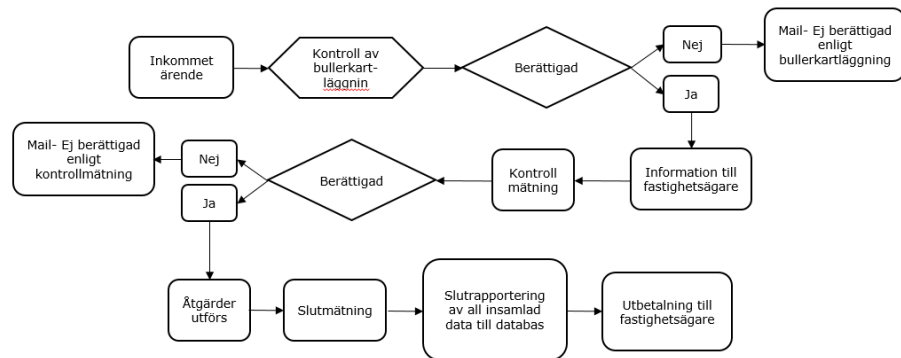 Inkommet
ärende
Kontroll av
bullerkart-
läggnin
Berättigad
Nej
Mail- Ej berättigad
enligt
bullerkartläggning
Ja
Mail- Ej berättigad
enligt
kontrollmätning
Nej
Ja
Berättigad
Kontroll
mätning
Information till
fastighetsägare
Åtgärder
utförs
Slutmätning
Slutrapportering
av all insamlad
data till databas
Utbetalning till
fastighetsägare